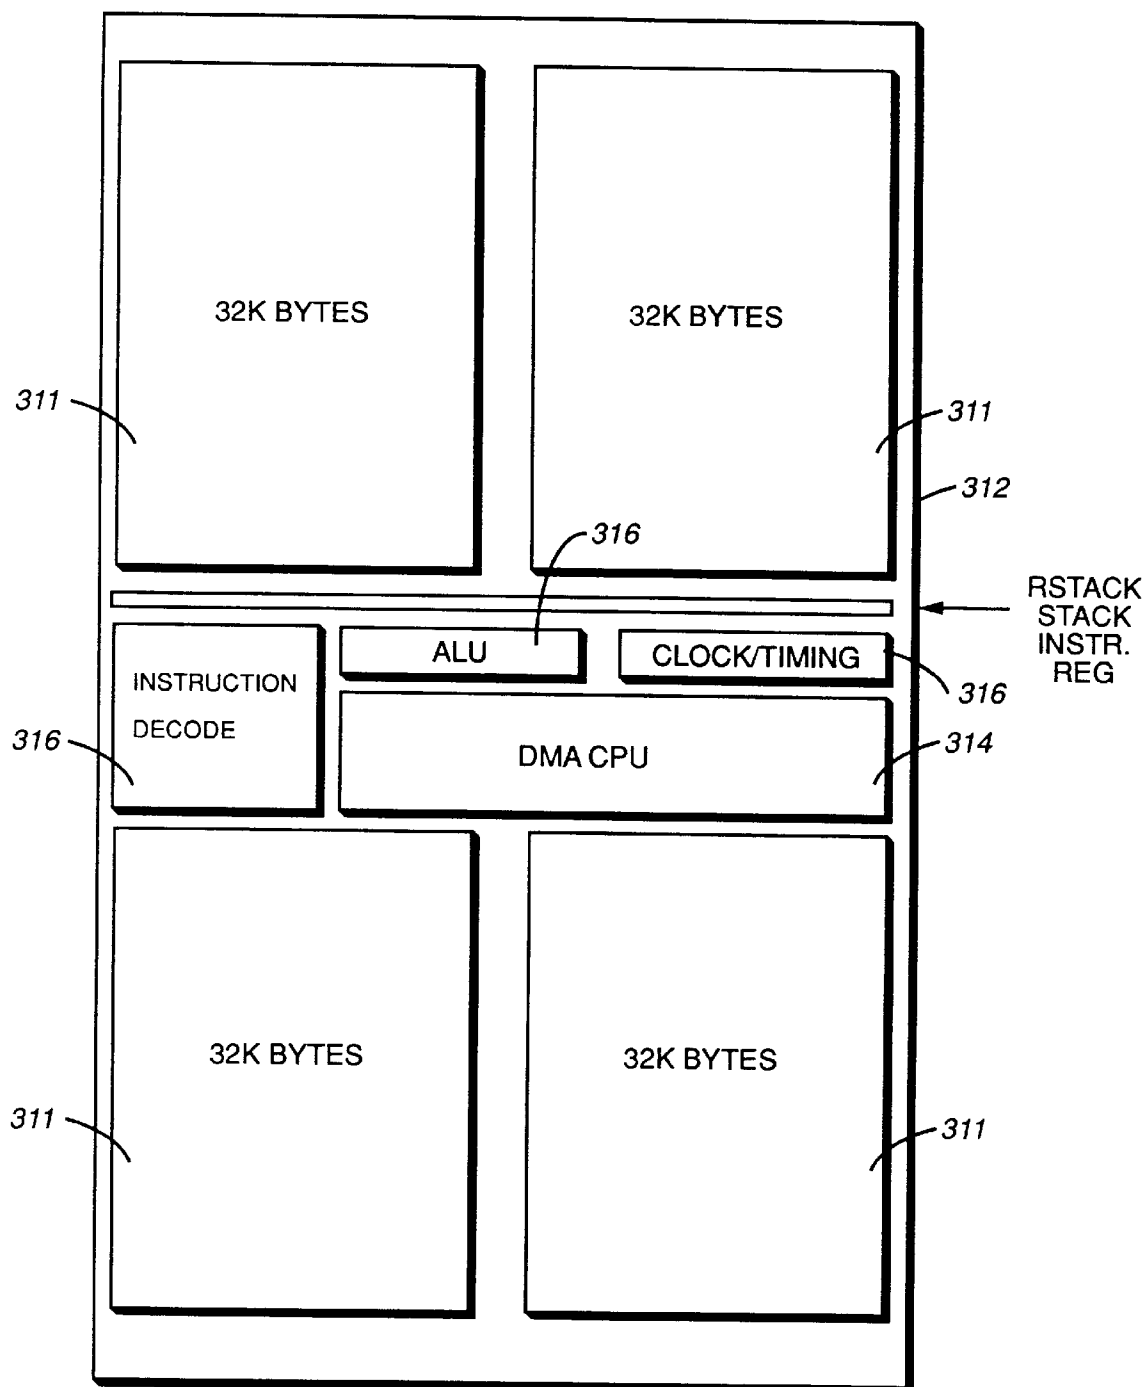 32K BYTES
32K BYTES
311
311
312
316
RSTACK
STACK
INSTR.
REG
ALU
CLOCK/TIMING
INSTRUCTION
DECODE
316
316
DMA CPU
314
32K BYTES
32K BYTES
311
311